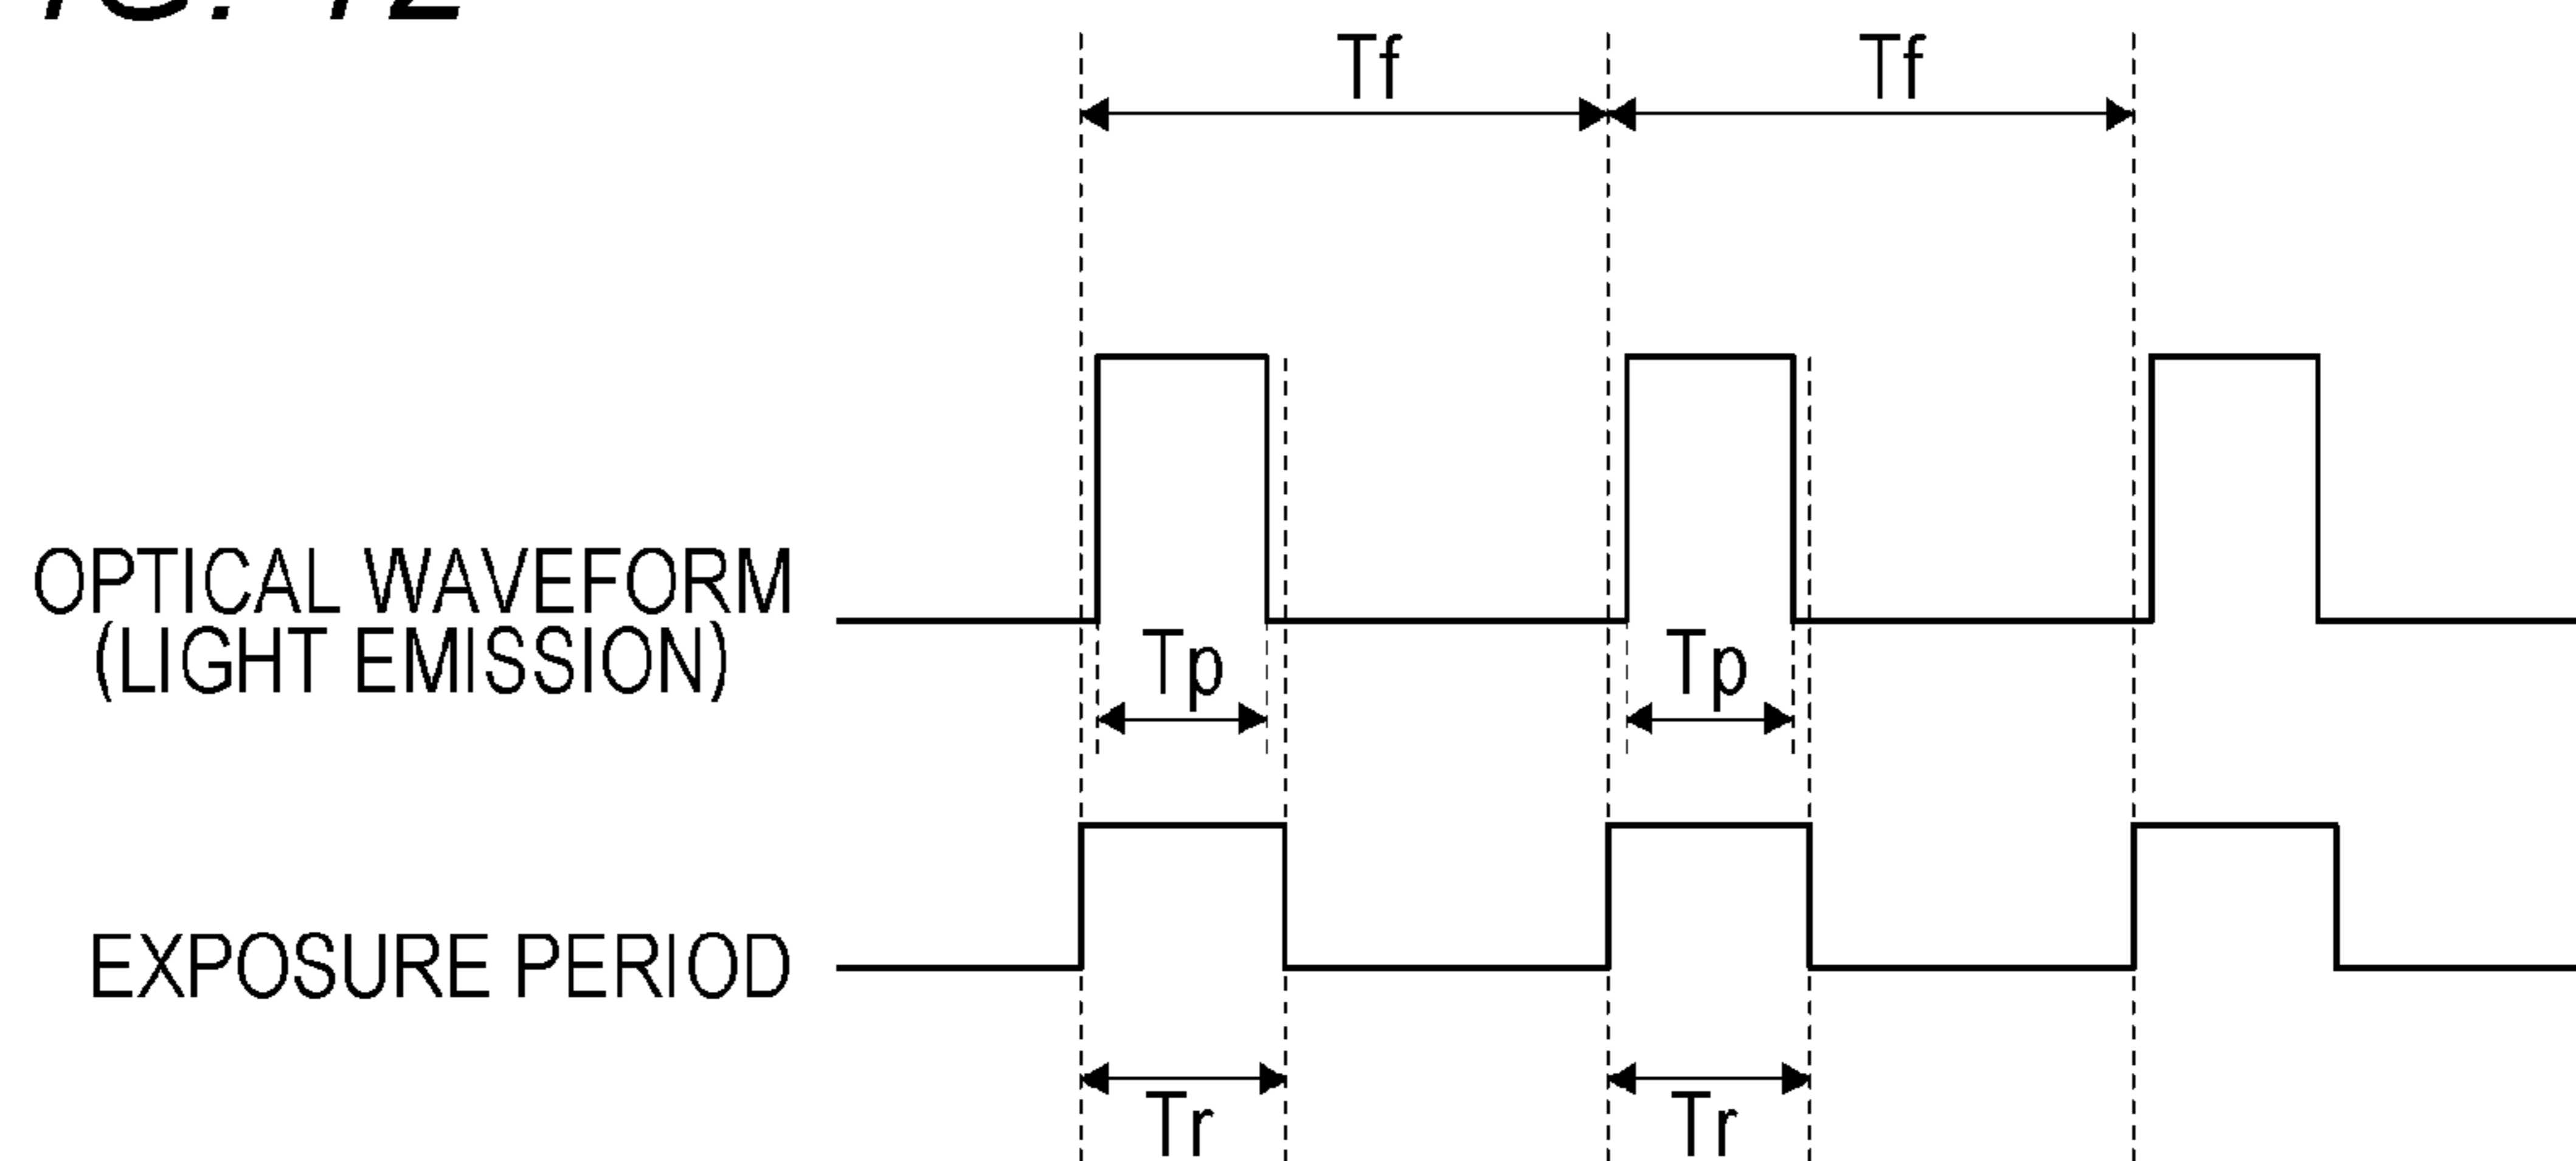 Tf Tf
OPTICAL WAVEFORM
(LIGHT EMISSION)
Tp Tp
EXPOSURE PERIOD
Tr Tr